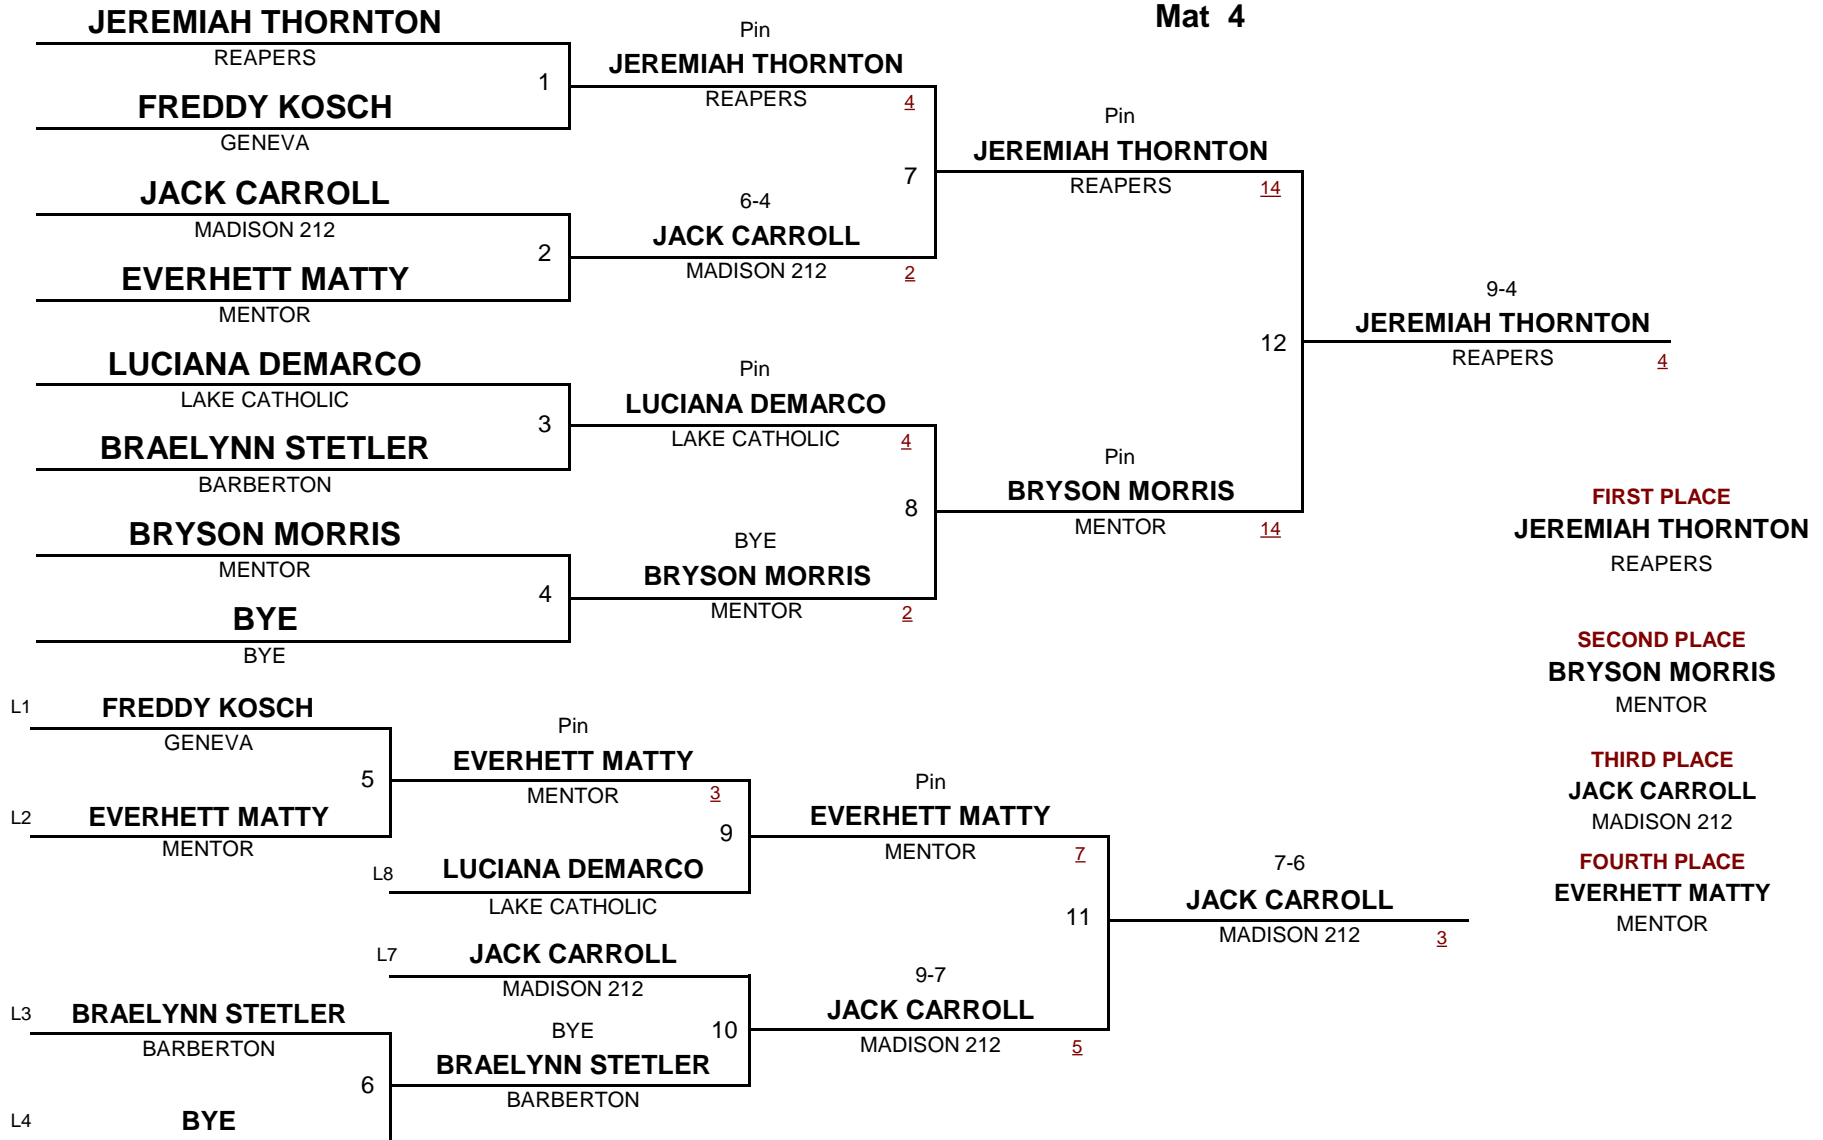 Mat 4
JEREMIAH THORNTON
REAPERS
1
FREDDY KOSCH
GENEVA
JACK CARROLL
MADISON 212
2
EVERHETT MATTY
MENTOR
LUCIANA DEMARCO
LAKE CATHOLIC
3
BRAELYNN STETLER
BARBERTON
BRYSON MORRIS
MENTOR
4
BYE
BYE
Pin
JEREMIAH THORNTON
REAPERS 4
7
6-4
JACK CARROLL
MADISON 212 2
Pin
LUCIANA DEMARCO
LAKE CATHOLIC 4
8
BYE
BRYSON MORRIS
MENTOR 2
Pin
JEREMIAH THORNTON
REAPERS 14
12
Pin
BRYSON MORRIS
MENTOR 14
9-4
JEREMIAH THORNTON
REAPERS 4
FIRST PLACE
JEREMIAH THORNTON
REAPERS
SECOND PLACE
BRYSON MORRIS
MENTOR
THIRD PLACE
JACK CARROLL
MADISON 212
FOURTH PLACE
EVERHETT MATTY
MENTOR
L1 FREDDY KOSCH
GENEVA
5
L2 EVERHETT MATTY
MENTOR
L3 BRAELYNN STETLER
BARBERTON
6
L4 BYE
Pin
EVERHETT MATTY
MENTOR 3
9
L8 LUCIANA DEMARCO
LAKE CATHOLIC
L7 JACK CARROLL
MADISON 212
BYE 10
BRAELYNN STETLER
BARBERTON
Pin
EVERHETT MATTY
MENTOR 7
11
9-7
JACK CARROLL
MADISON 212 5
7-6
JACK CARROLL
MADISON 212 3